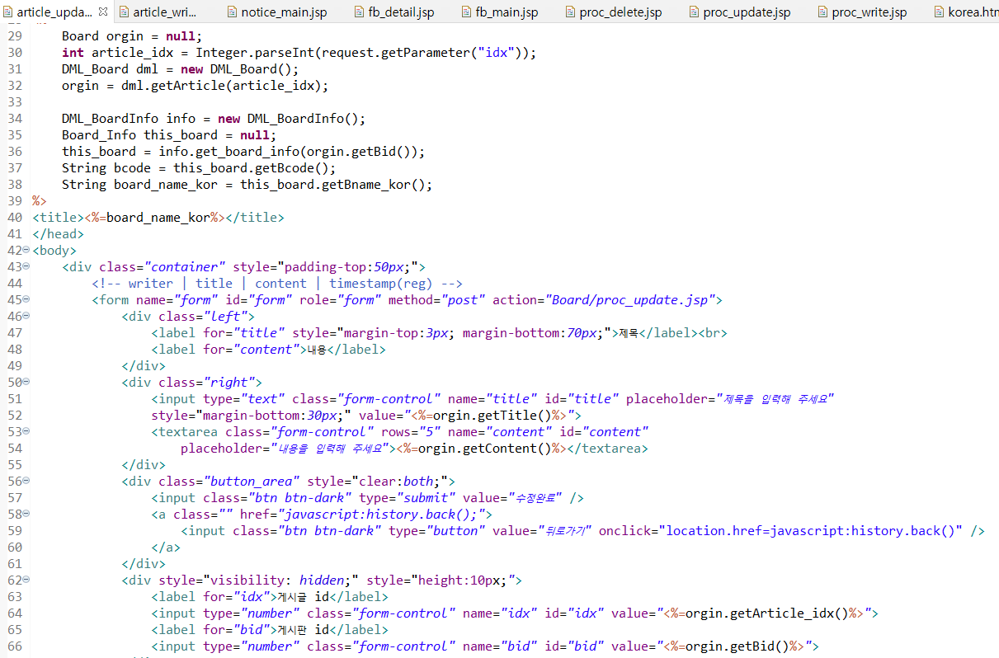 article_upda... article_wri... notice_main.jsp fb_detail.jsp fb_main.jsp proc_delete.jsp proc_update.jsp proc_write.jsp korea.htm
29 Board orgin = null;
30 int article_idx = Integer.parseInt(request.getParameter("idx"));
31 DML_Board dml = new DML_Board();
32 orgin = dml.getArticle(article_idx);
33
34 DML_BoardInfo info = new DML_BoardInfo();
35 Board_Info this_board = null;
36 this_board = info.get_board_info(orgin.getBid());
37 String bcode = this_board.getBcode();
38 String board_name_kor = this_board.getBname_kor();
39 %>
40 <title><%=board_name_kor%></title>
41 </head>
42 <body>
43 <div class="container" style="padding-top:50px;">
44 <!-- writer | title | content | timestamp(reg) -->
45 <form name="form" id="form" role="form" method="post" action="Board/proc_update.jsp">
46 <div class="left">
47 <label for="title" style="margin-top:3px; margin-bottom:70px;">제목</label><br>
48 <label for="content">내용</label>
49 </div>
50 <div class="right">
51 <input type="text" class="form-control" name="title" id="title" placeholder="제목을 입력해 주세요"
52 style="margin-bottom:30px;" value="<%=orgin.getTitle()%>">
53 <textarea class="form-control" rows="5" name="content" id="content"
54 placeholder="내용을 입력해 주세요"><%=orgin.getContent()%></textarea>
55 </div>
56 <div class="button_area" style="clear:both;">
57 <input class="btn btn-dark" type="submit" value="수정완료" />
58 <a class="" href="javascript:history.back();">
59 <input class="btn btn-dark" type="button" value="뒤로가기" onclick="location.href=javascript:history.back()" />
60 </a>
61 </div>
62 <div style="visibility: hidden;" style="height:10px;">
63 <label for="idx">게시글 id</label>
64 <input type="number" class="form-control" name="idx" id="idx" value="<%=orgin.getArticle_idx()%>">
65 <label for="bid">게시판 id</label>
66 <input type="number" class="form-control" name="bid" id="bid" value="<%=orgin.getBid()%>">